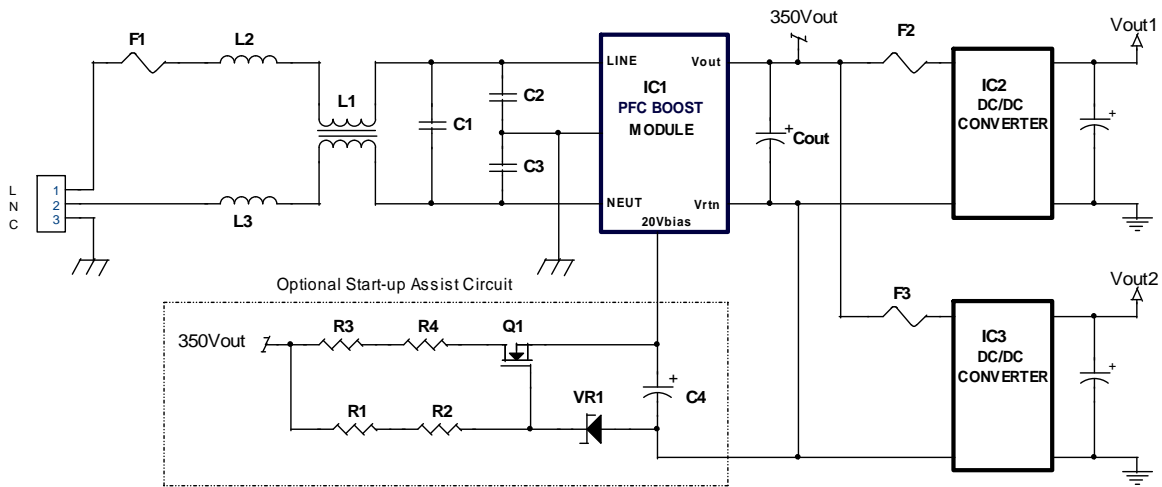 350Vout
Vout1
F1
L2
F2
LINE
Vout
IC1
PFC BOOST
MODULE
IC2
DC/DC
CONVERTER
L1
C1
C2
C3
+
Cout
+
L 1
N 2
C 3
L3
NEUT
Vrtn
20Vbias
Optional Start-up Assist Circuit
Vout2
F3
350Vout
R3
R4
Q1
IC3
DC/DC
CONVERTER
+
C4
+
R1
R2
VR1